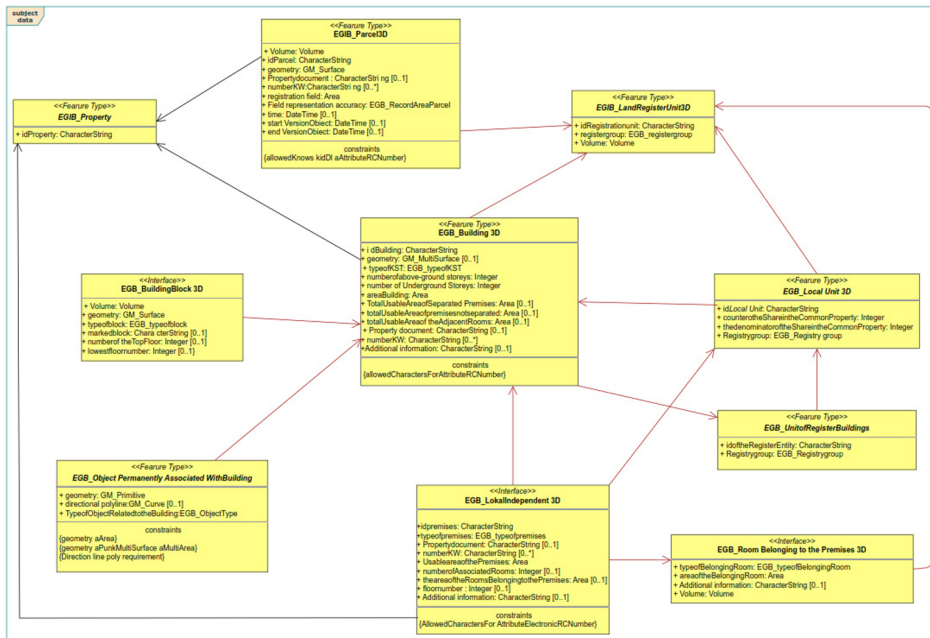 subject
data
<<Fearure Type>>
EGIB_Parcel3D
+ Volume: Volume
+ idParcel: CharacterString
+ geometry: GM_Surface
+ Propertydocument : CharacterStri ng [0..1]
+ numberKW:CharacterStri ng [0..*]
+ registration field: Area
+ Field representation accuracy: EGB_RecordAreaParcel
+ time: DateTime [0..1]
+ start VersionObiect: DateTime [0..1]
+ end VersionObiect: DateTime [0..1]
constraints
{allowedKnows kidDl aAttributeRCNumber}
<<Fearure Type>>
EGIB_Property
+ idProperty: CharacterString
<<Fearure Type>>
EGIB_LandRegisterUnit3D
+ idRegistrationunit: CharacterString
+ registergroup: EGB_registergroup
+ Volume: Volume
<<Fearure Type>>
EGB_Building 3D
+ i dBuilding: CharacterString
+ geometry: GM_MultiSurface [0..1]
+ typeofKST: EGB_typeofKST
+ numberofabove-ground storeys: Integer
+ number of Underground Storeys: Integer
+ areaBuilding: Area
+ TotalUsableAreaofSeparated Premises: Area [0..1]
+ totalUsableAreaofpremisesnotseparated: Area [0..1]
+ totalUsableAreaof theAdjacentRooms: Area [0..1]
+ Property document: CharacterString [0..1]
+ numberKW: CharacterString [0..*]
+Additional information: CharacterString [0..1]
constraints
{allowedCharactersForAttributeRCNumber}
<<Interface>>
EGB_BuildingBlock 3D
+ Volume: Volume
+ geometry: GM_Surface
+ typeofblock: EGB_typeofblock
+ markedblock: Chara cterString [0..1]
+ numberof theTopFloor: Integer [0..1]
+ lowestfloornumber: Integer [0..1}
<<Fearure Type>>
EGB_Local Unit 3D
+ idLocal Unit: CharacterString
+ counterotheShareintheCommonProperty: Integer
+ thedenominatoroftheShareintheCommonProperty: Integer
+ Registrygroup: EGB_Registry group
<<Fearure Type>>
EGB_UnitofRegisterBuildings
+ idoftheRegisterEntity: CharacterString
+ Registrygroup: EGB_Registrygroup
<<Feature Type>>
EGB_Object Permanently Associated WithBuilding
+ geometry: GM_Primitive
+ directional polyline:GM_Curve [0..1]
+ TypeofObjectRelatedtotheBuilding:EGB_ObjectType
constraints
{geometry aArea}
{geometry aPunkMultiSurface aMultiArea}
{Direction line poly requirement}
<<Interface>>
EGB_LokalIndependent 3D
+idpremises: CharacterString
+typeofpremises: EGB_typeofpremises
+ Propertydocument: CharacterString [0..1]
+ numberKW: CharacterString [0..*]
+ UsableareaofthePremises: Area
+ numberofAssociatedRooms: Integer [0..1]
+ theareaoftheRoomsBelongingtothePremises: Area [0..1]
+ floornumber : Integer [0..1]
+ Additional information: CharacterString [0..1]
constraints
{AllowedCharactersFor AttributeElectronicRCNumber}
<<Interface>>
EGB_Room Belonging to the Premises 3D
+ typeofBelongingRoom: EGB_typeofBelongingRoom
+ areaoftheBelongingRoom: Area
+ Additional information: CharacterString [0..1]
+ Volume: Volume